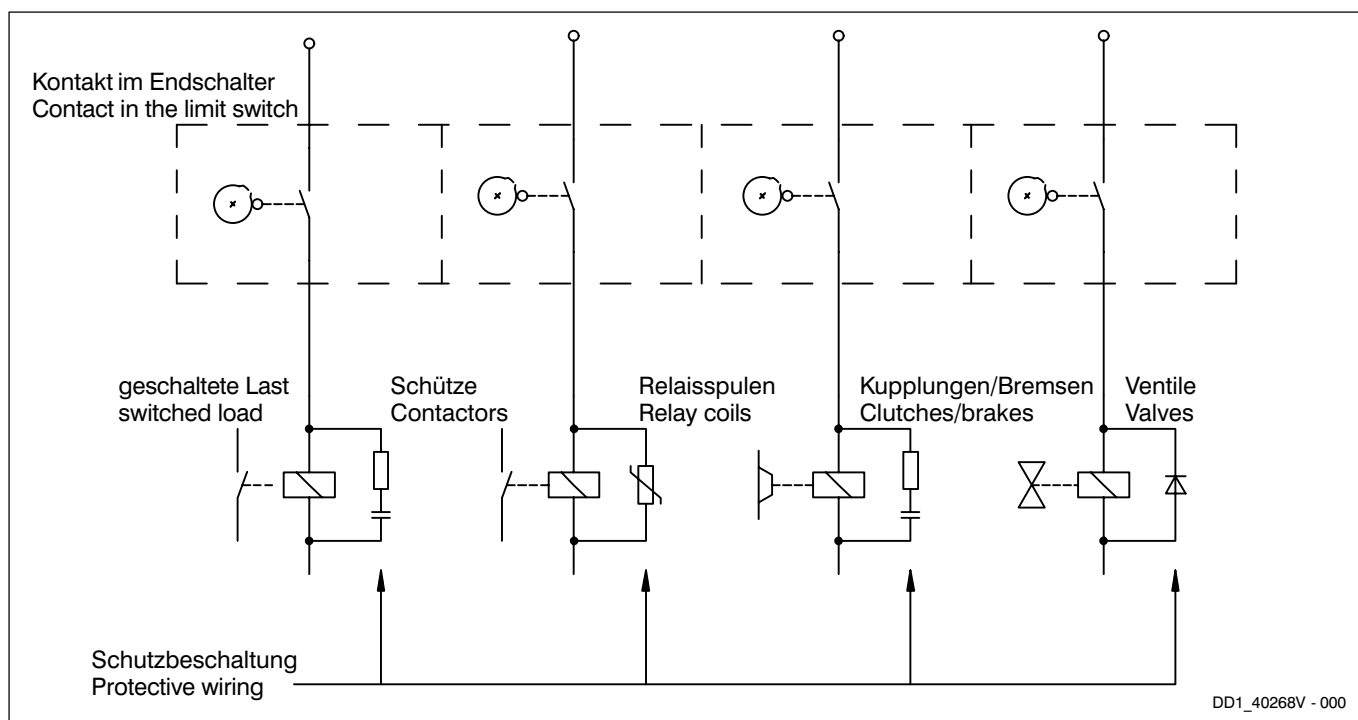 Kontakt im Endschalter
Contact in the limit switch
geschaltete Last
switched load
Schütze
Contactors
Relaisspulen
Relay coils
Kupplungen/Bremsen
Clutches/brakes
Ventile
Valves
Schutzbeschaltung
Protective wiring
DD1_40268V - 000